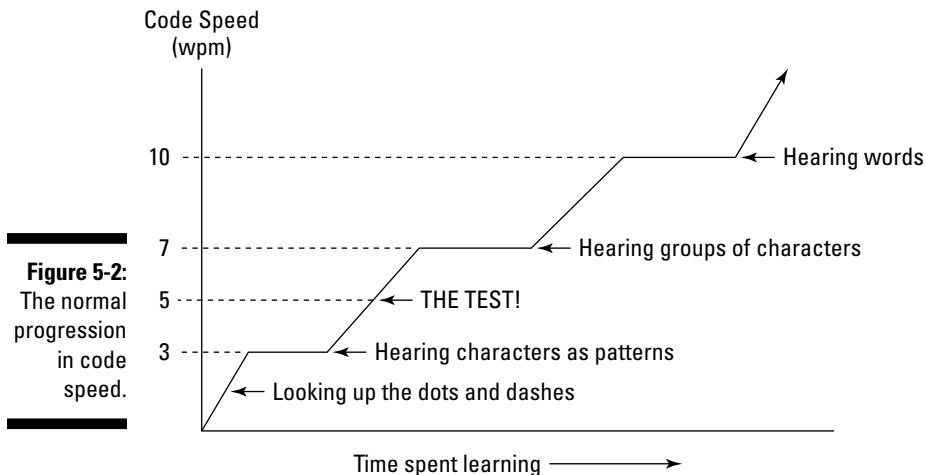 Code Speed
(wpm)
10
Hearing words
7
Hearing groups of characters
5
THE TEST!
3
Hearing characters as patterns
Looking up the dots and dashes
Time spent learning
Figure 5-2:
The normal
progression
in code
speed.